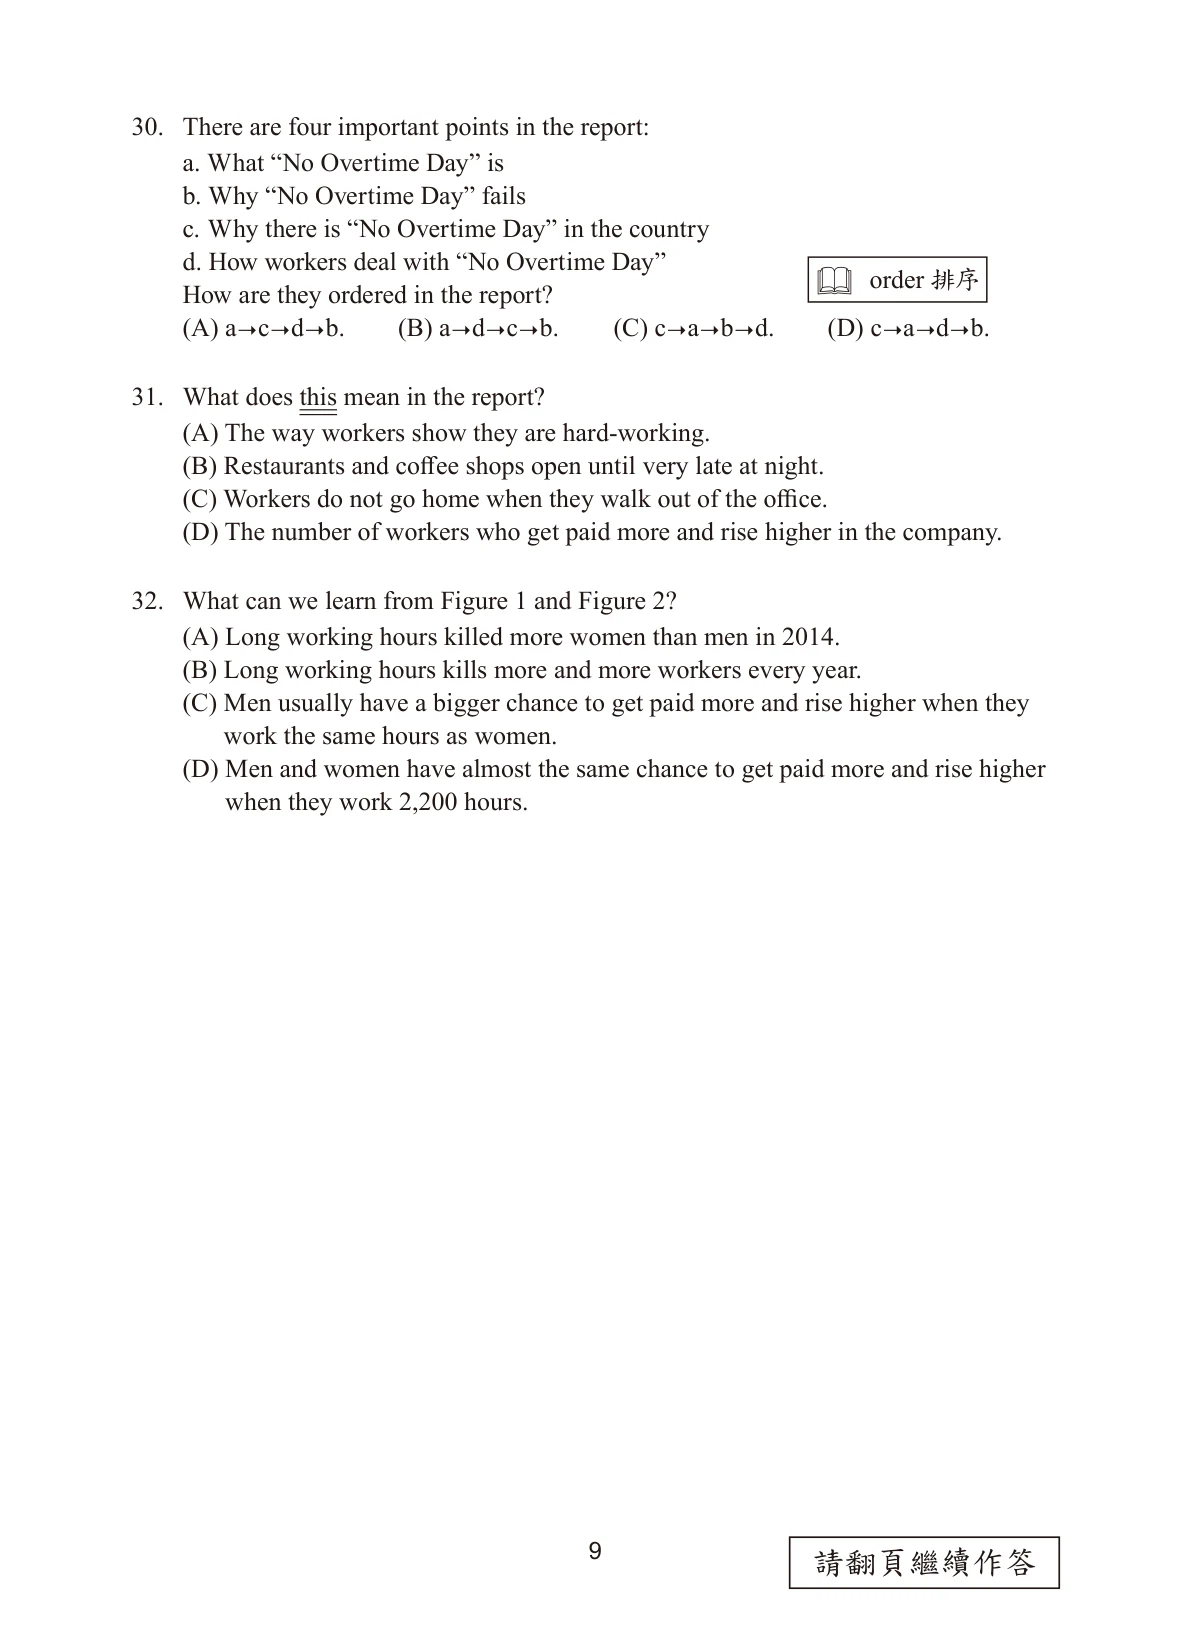 30. There are four important points in the report:
a. What “No Overtime Day” is
b. Why “No Overtime Day” fails
c. Why there is “No Overtime Day” in the country
d. How workers deal with “No Overtime Day”
order 排序
How are they ordered in the report?
(A) a→c→d→b. (B) a→d→c→b. (C) c→a→b→d. (D) c→a→d→b.
31. What does this mean in the report?
(A) The way workers show they are hard-working.
(B) Restaurants and coffee shops open until very late at night.
(C) Workers do not go home when they walk out of the office.
(D) The number of workers who get paid more and rise higher in the company.
32. What can we learn from Figure 1 and Figure 2?
(A) Long working hours killed more women than men in 2014.
(B) Long working hours kills more and more workers every year.
(C) Men usually have a bigger chance to get paid more and rise higher when they
work the same hours as women.
(D) Men and women have almost the same chance to get paid more and rise higher
when they work 2,200 hours.
9
請翻頁繼續作答